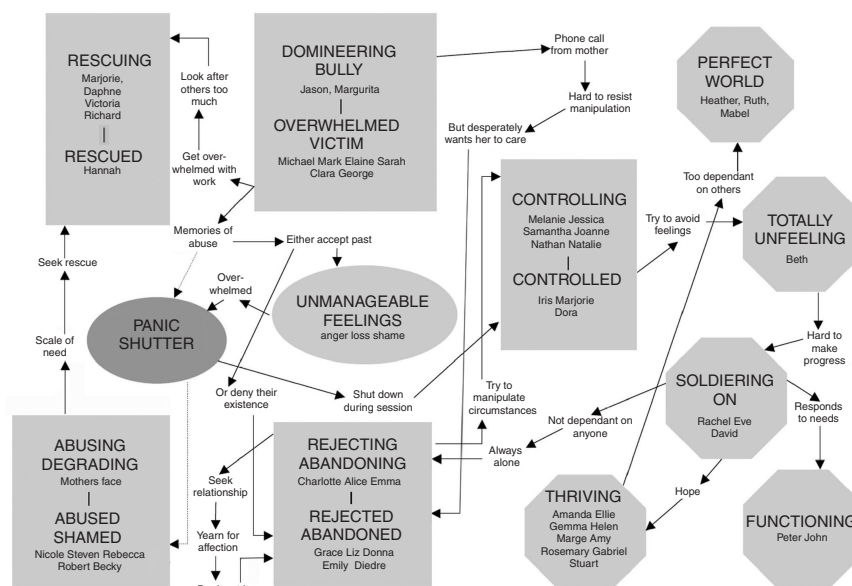 RESCUING
Marjorie,
Daphne
Victoria
Richard
RESCUED
Hannah
Look after
others too
much
Get over-
whelmed with
work
DOMINEERING
BULLY
Jason, Margurita
OVERWHELMED
VICTIM
Michael Mark Elaine Sarah
Clara George
Phone call
from mother
Hard to resist
manipulation
But desperately
wants her to care
PERFECT
WORLD
Heather, Ruth,
Mabel
Too dependant
on others
CONTROLLING
Melanie Jessica
Samantha Joanne
Nathan Natalie
CONTROLLED
Iris Marjorie
Dora
Try to avoid
feelings
TOTALLY
UNFEELING
Beth
Memories of
abuse
Either accept past
Seek rescue
Over-
whelmed
UNMANAGEABLE
FEELINGS
anger loss shame
PANIC
SHUTTER
Scale of
need
Hard to
make
progress
Or deny their
existence
Shut down
during session
Try to
manipulate
circumstances
SOLDIERING
ON
Rachel Eve
David
Responds
to needs
Not dependant on
anyone
Always
alone
ABUSING
DEGRADING
Mothers face
ABUSED
SHAMED
Nicole Steven Rebecca
Robert Becky
Seek
relationship
Yearn for
affection
REJECTING
ABANDONING
Charlotte Alice Emma
REJECTED
ABANDONED
Grace Liz Donna
Emily Diedre
Hope
THRIVING
Amanda Ellie
Gemma Helen
Marge Amy
Rosemary Gabriel
Stuart
FUNCTIONING
Peter John